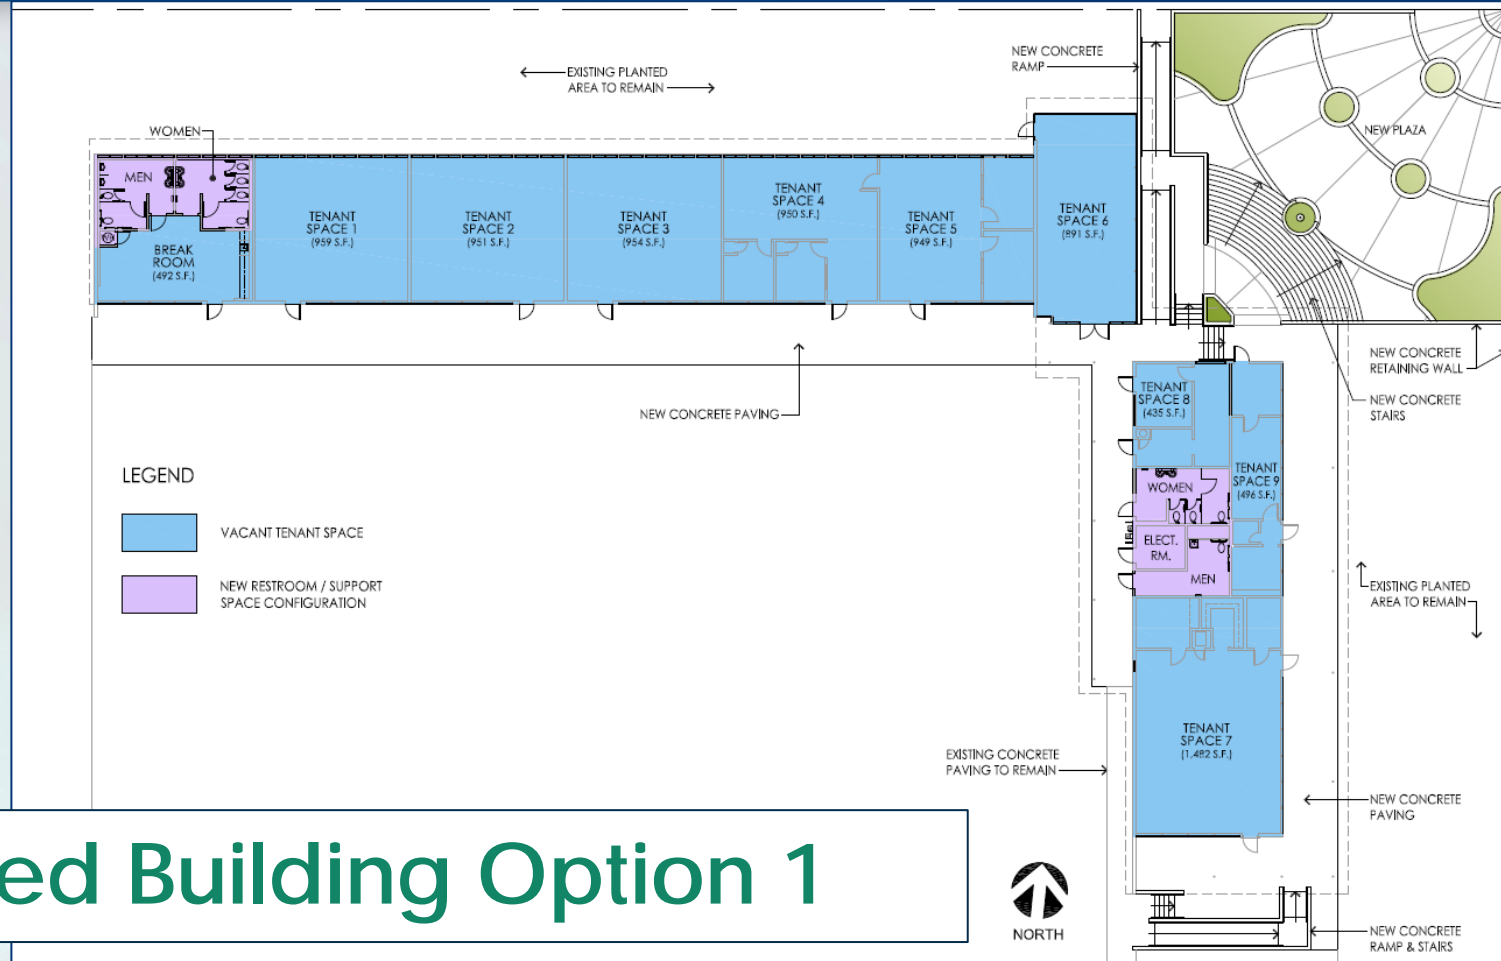 NEW CONCRETE
RAMP
EXISTING PLANTED
AREA TO REMAIN
NEW PLAZA
WOMEN
MEN
BREAK
ROOM
(492 S.F.)
TENANT
SPACE 1
(959 S.F.)
TENANT
SPACE 2
(951 S.F.)
TENANT
SPACE 3
(954 S.F.)
TENANT
SPACE 4
(950 S.F.)
TENANT
SPACE 5
(949 S.F.)
TENANT
SPACE 6
(891 S.F.)
NEW CONCRETE
RETAINING WALL
NEW CONCRETE
STAIRS
NEW CONCRETE PAVING
TENANT
SPACE 8
(435 S.F.)
TENANT
SPACE 9
(496 S.F.)
WOMEN
ELECT.
RM.
MEN
LEGEND
VACANT TENANT SPACE
NEW RESTROOM / SUPPORT
SPACE CONFIGURATION
EXISTING PLANTED
AREA TO REMAIN
TENANT
SPACE 7
(1,482 S.F.)
EXISTING CONCRETE
PAVING TO REMAIN
NEW CONCRETE
PAVING
ed Building Option 1
NORTH
NEW CONCRETE
RAMP & STAIRS